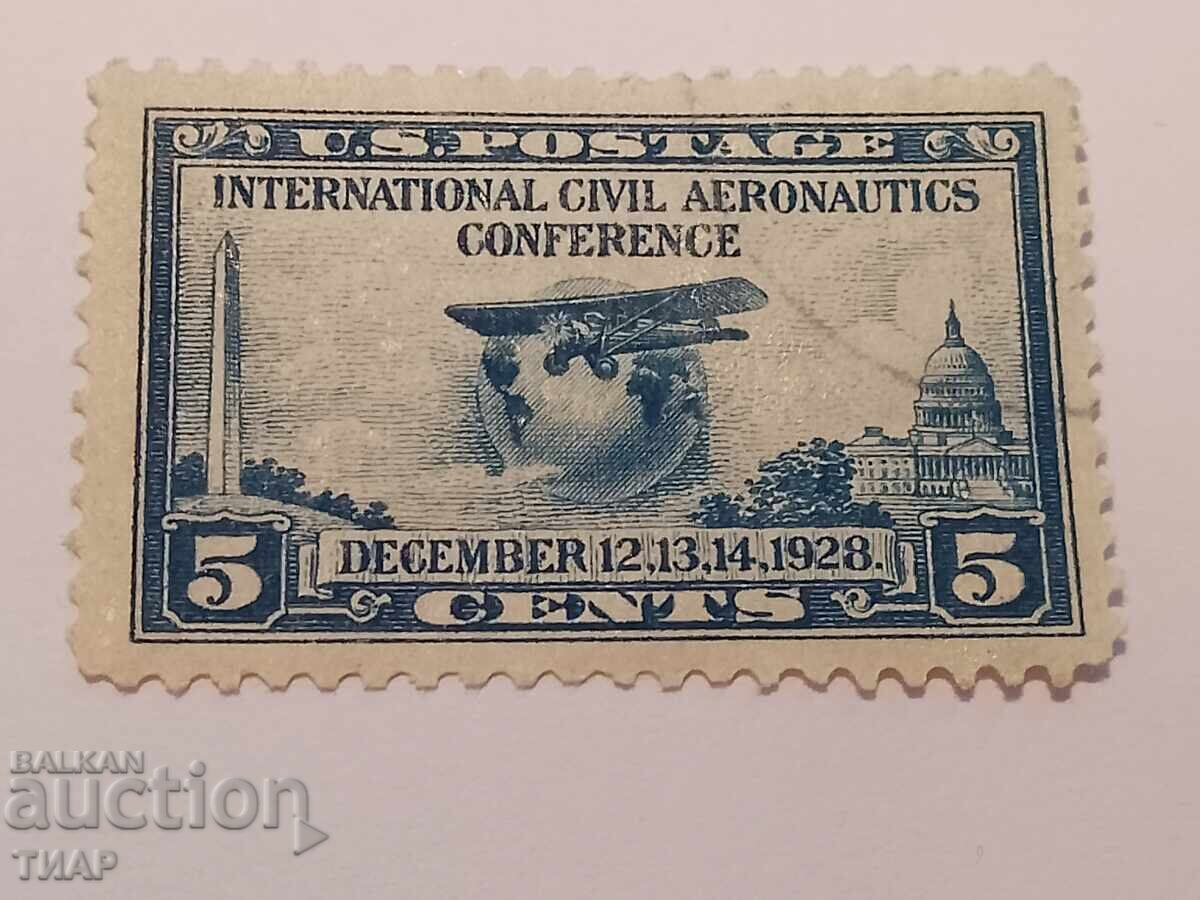 U.S. POSTAGE
INTERNATIONAL CIVIL AERONAUTICS
CONFERENCE
5 DECEMBER 12,13,14,1928. 5
CENTS
BALKAN
auction
ТИАР